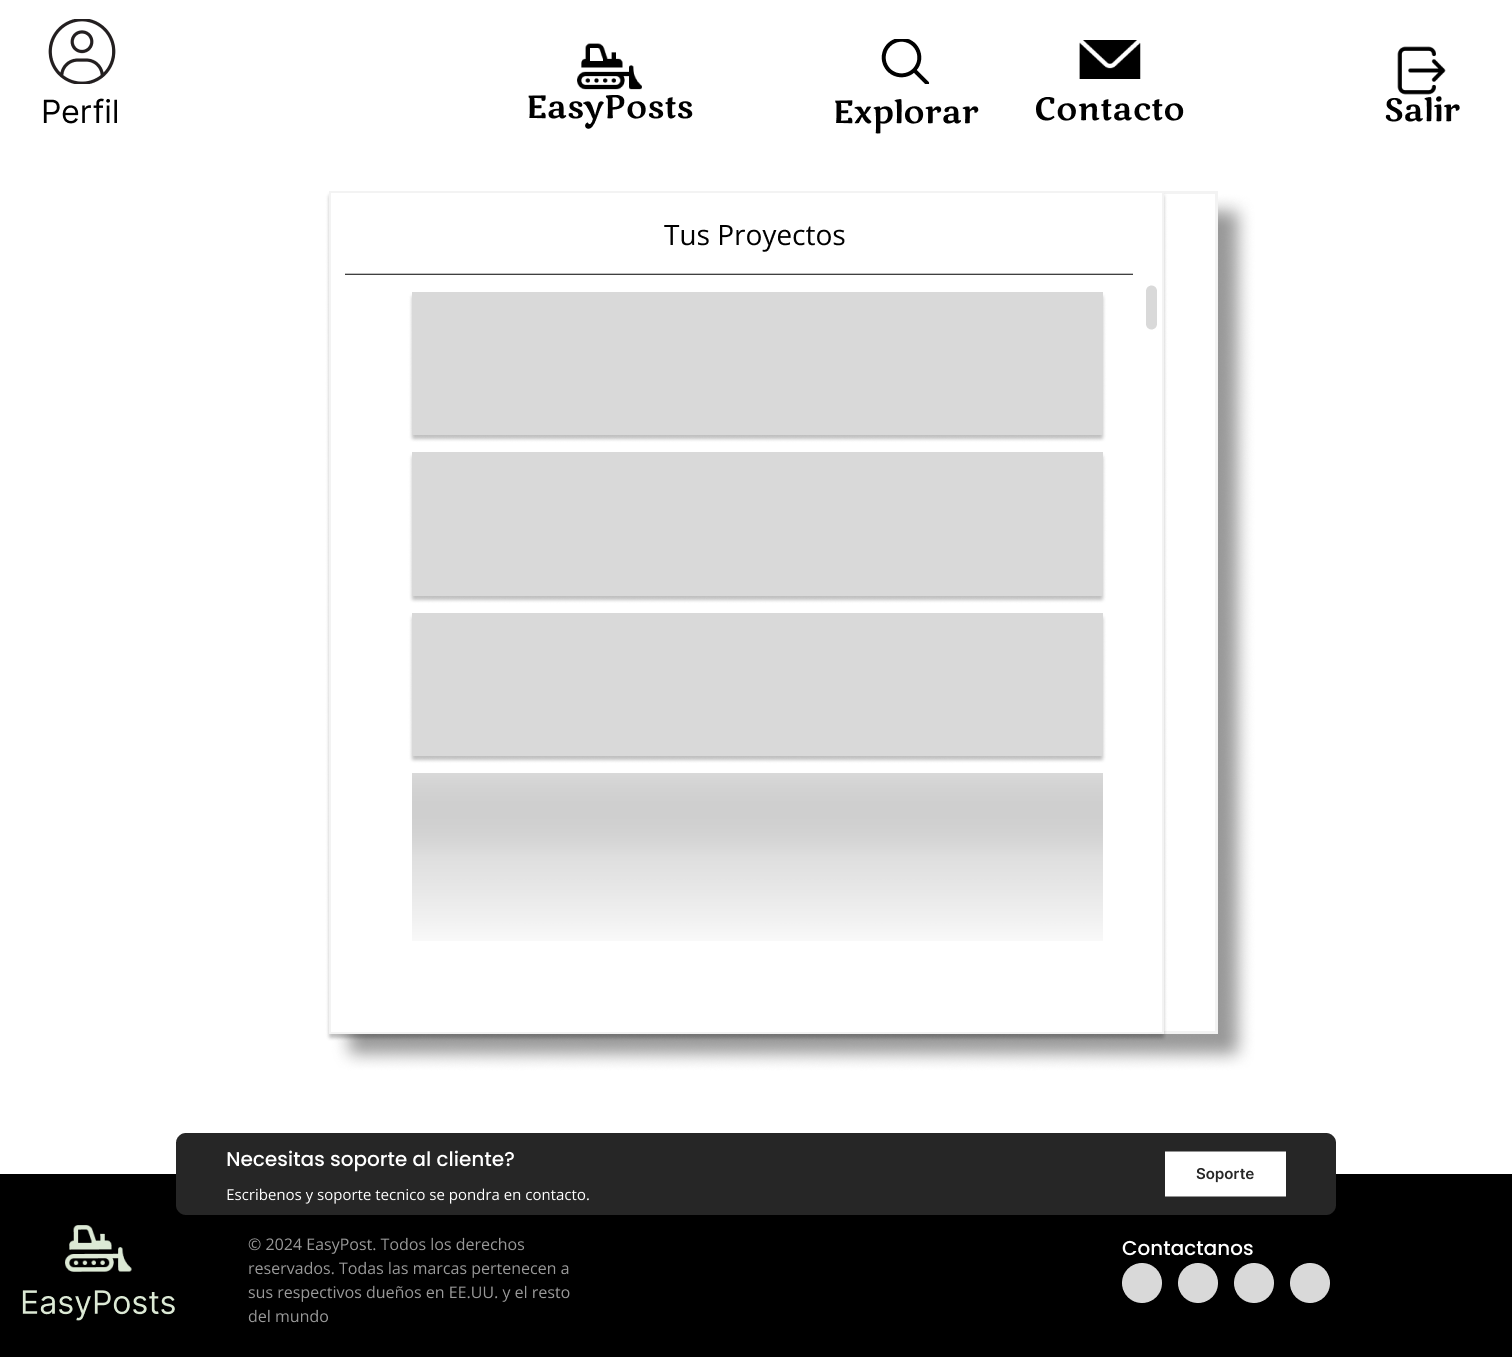 Perfil
EasyPosts
Explorar
Contacto
Salir
Tus Proyectos
Necesitas soporte al cliente?
Escribenos y soporte tecnico se pondra en contacto.
Soporte
EasyPosts
© 2024 EasyPost. Todos los derechos
reservados. Todas las marcas pertenecen a
sus respectivos dueños en EE.UU. y el resto
del mundo
Contactanos